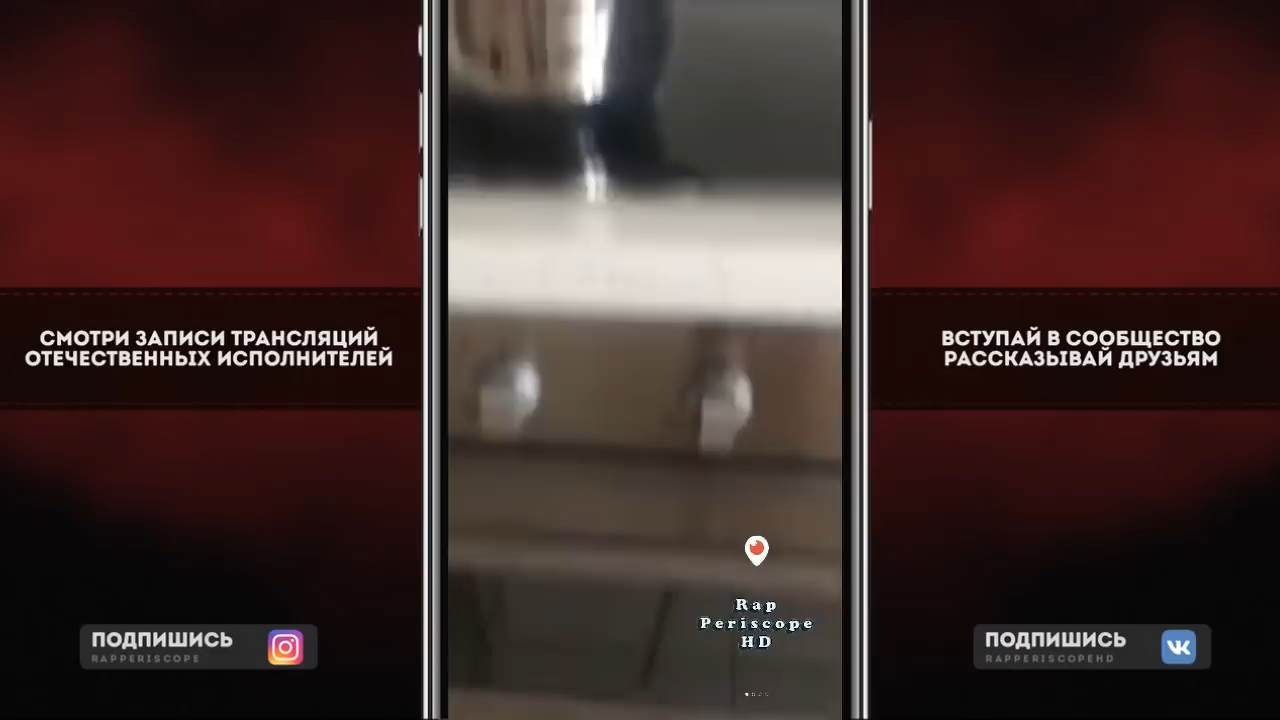 СМОТРИ ЗАПИСИ ТРАНСЛЯЦИЙ
ОТЕЧЕСТВЕННЫХ ИСПОЛНИТЕЛЕЙ
ВСТУПАЙ В СООБЩЕСТВО
РАССКАЗЫВАЙ ДРУЗЬЯМ
Rap
Periscope
HD
ПОДПИШИСЬ
RAPPERISCOPE
ПОДПИШИСЬ
RAPPERISCOPEHD